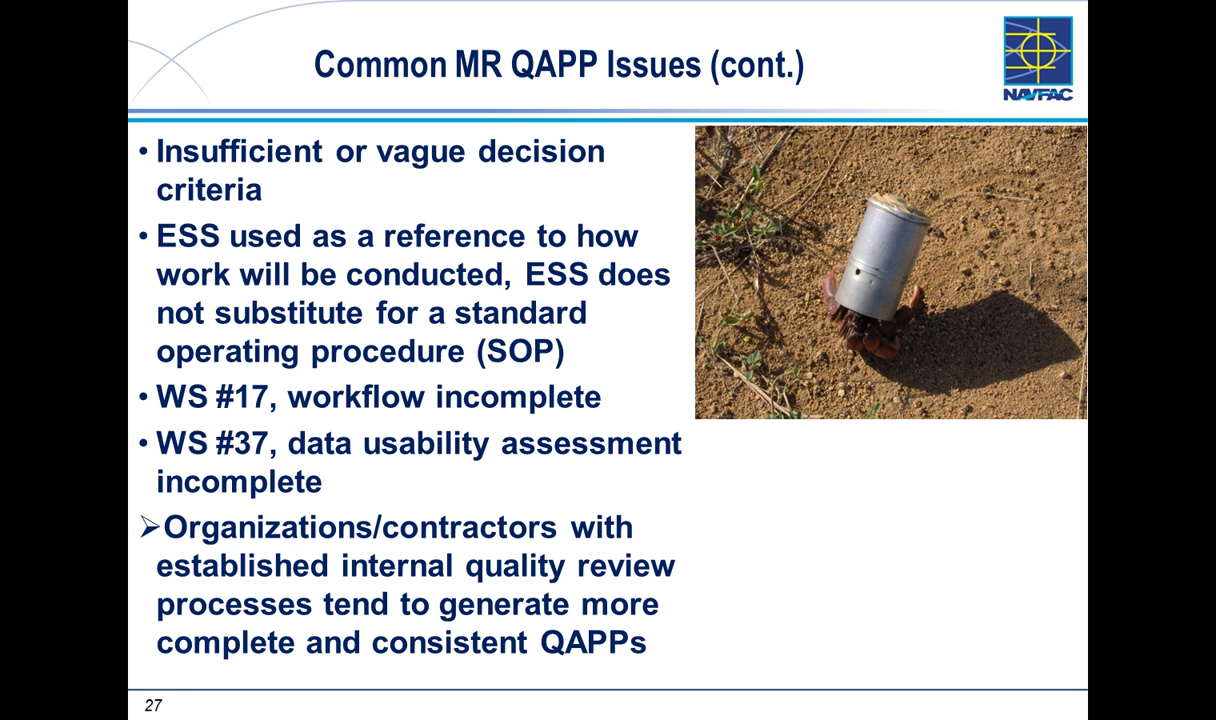 Common MR QAPP Issues (cont.)
NAVFAC
• Insufficient or vague decision
criteria
• ESS used as a reference to how
work will be conducted, ESS does
not substitute for a standard
operating procedure (SOP)
• WS #17, workflow incomplete
• WS #37, data usability assessment
incomplete
➢Organizations/contractors with
established internal quality review
processes tend to generate more
complete and consistent QAPPs
27